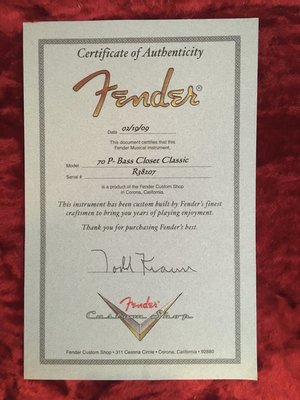 Certificate of Authenticity
Fender®
Date 02/19/09
This document certifies that this
Fender Musical instrument,
Model 70 P- Bass Closet Classic
Serial # R38207
is a product of the Fender Custom Shop
in Corona, California.
This instrument has been custom built by Fender's finest
craftsmen to bring you years of playing enjoyment.
Thank you for purchasing Fender's best.
Fender
Custom Shop
Fender Custom Shop • 311 Cessna Circle • Corona, California • 92880